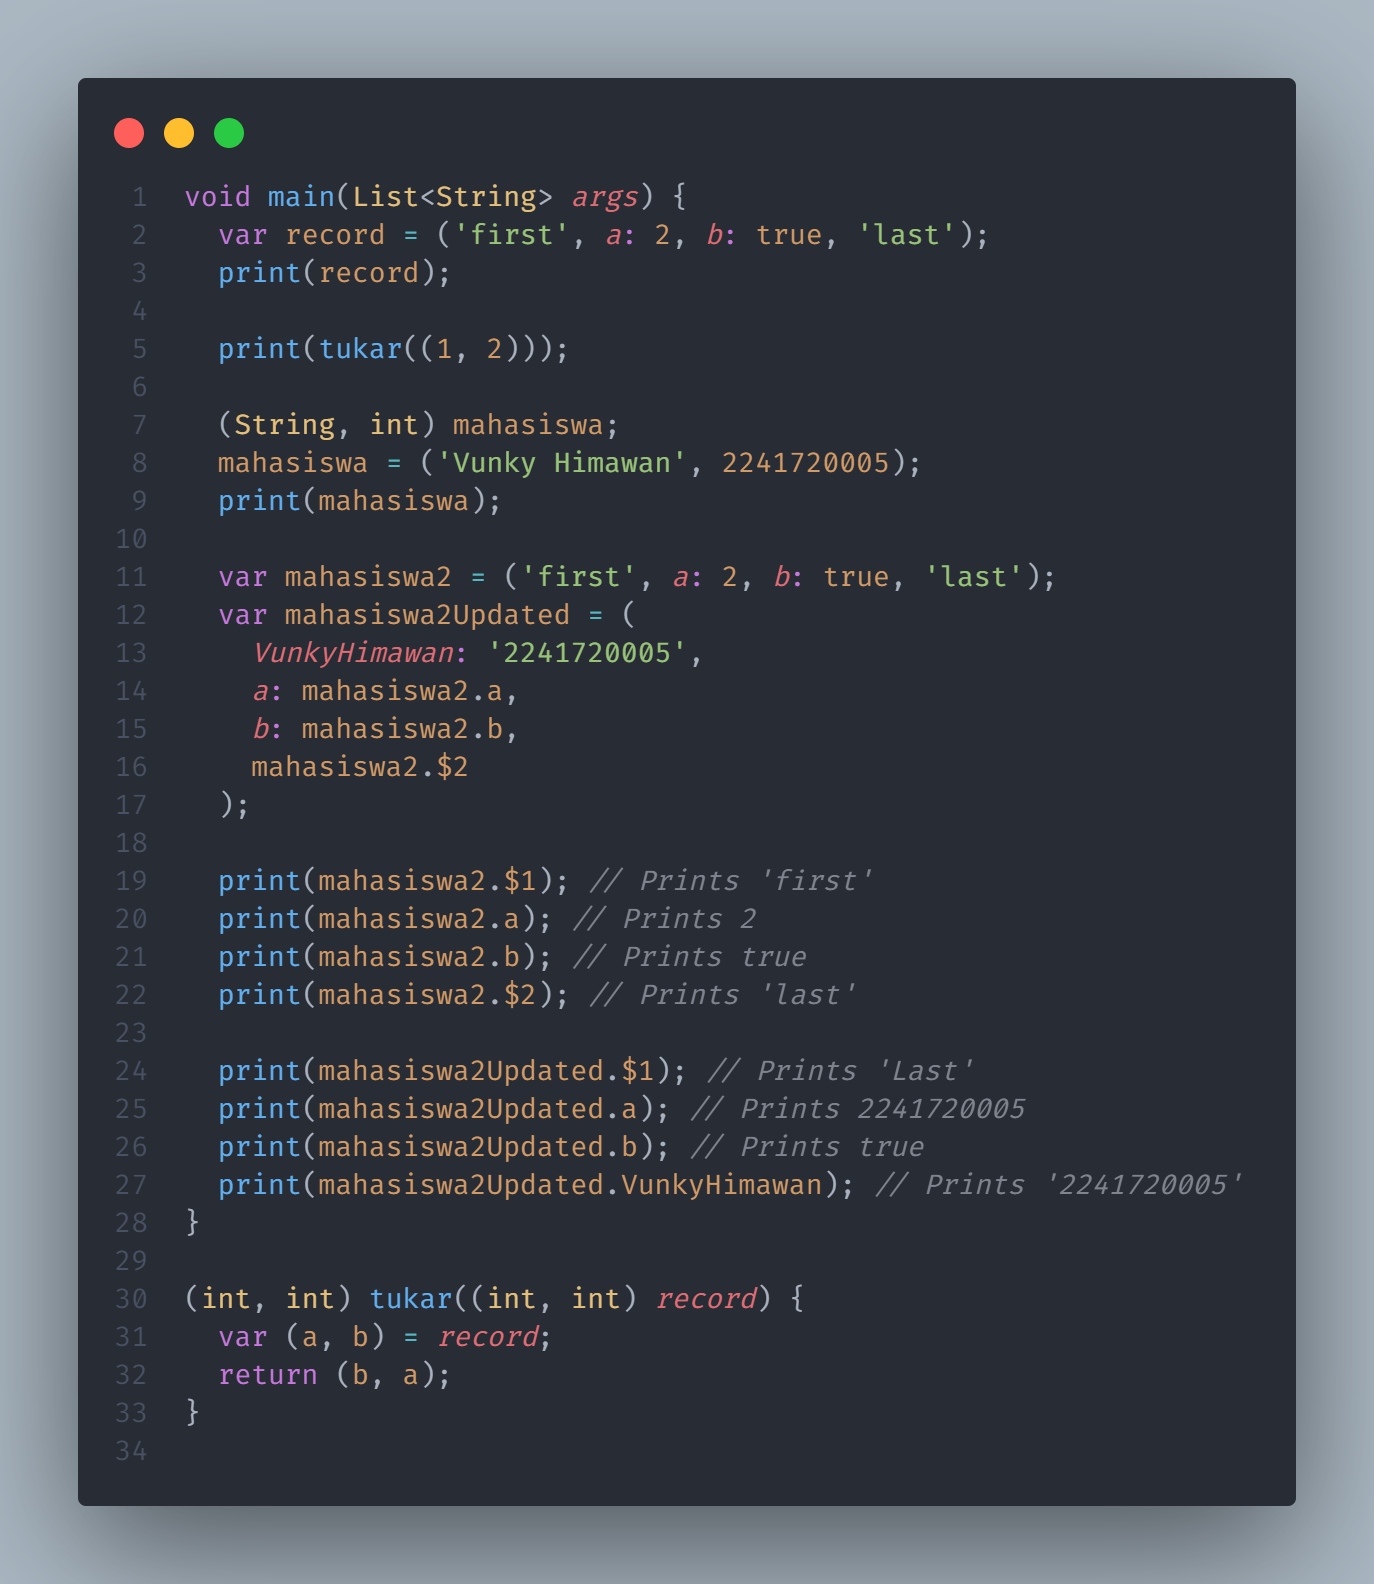 1 void main(List<String> args) {
2 var record = ('first', a: 2, b: true, 'last');
3 print(record);
4
5 print(tukar((1, 2)));
6
7 (String, int) mahasiswa;
8 mahasiswa = ('Vunky Himawan', 2241720005);
9 print(mahasiswa);
10
11 var mahasiswa2 = ('first', a: 2, b: true, 'last');
12 var mahasiswa2Updated = (
13 VunkyHimawan: '2241720005',
14 a: mahasiswa2.a,
15 b: mahasiswa2.b,
16 mahasiswa2.$2
17 );
18
19 print(mahasiswa2.$1); // Prints 'first'
20 print(mahasiswa2.a); // Prints 2
21 print(mahasiswa2.b); // Prints true
22 print(mahasiswa2.$2); // Prints 'last'
23
24 print(mahasiswa2Updated.$1); // Prints 'Last'
25 print(mahasiswa2Updated.a); // Prints 2241720005
26 print(mahasiswa2Updated.b); // Prints true
27 print(mahasiswa2Updated.VunkyHimawan); // Prints '2241720005'
28 }
29
30 (int, int) tukar((int, int) record) {
31 var (a, b) = record;
32 return (b, a);
33 }
34